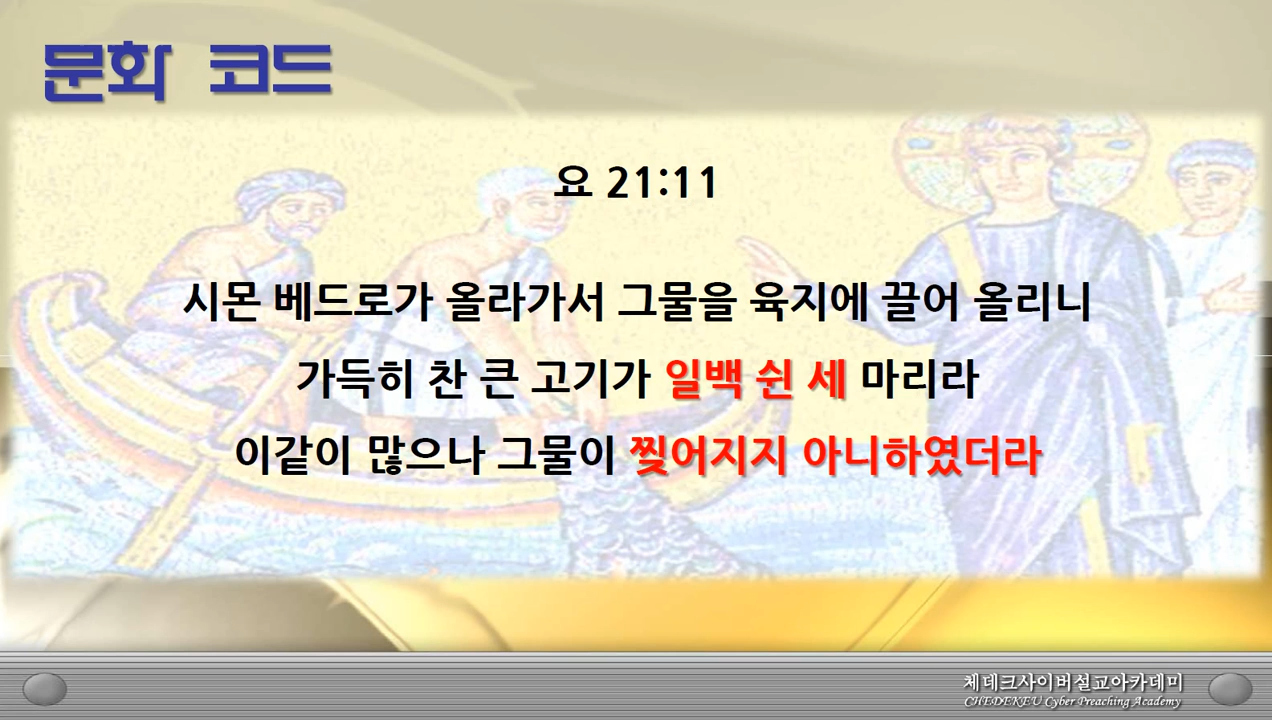 문화 코드
요 21:11
시몬 베드로가 올라가서 그물을 육지에 끌어 올리니
가득히 찬 큰 고기가 일백 쉰 세 마리라
이같이 많으나 그물이 찢어지지 아니하였더라
체데크사이버설교아카데미
CHEDEKEU Cyber Preaching Academy